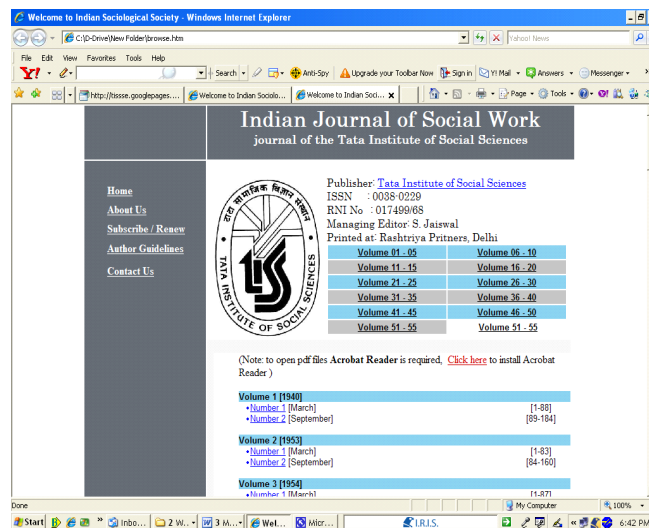 Welcome to Indian Sociological Society - Windows Internet Explorer
C:\D-Drive\New Folder\browse.htm
Yahoo! News
File Edit View Favorites Tools Help
Y! Search Anti-Spy Upgrade your Toolbar Now Sign in Y! Mail Answers Messenger
http://tissse.googlepages.... Welcome to Indian Sociolo... Welcome to Indian Soci... Page Tools
Indian Journal of Social Work
journal of the Tata Institute of Social Sciences
Home
About Us
Subscribe / Renew
Author Guidelines
Contact Us
टाटा सामाजिक विज्ञान संस्थान
TATA INSTITUTE OF SOCIAL SCIENCES
TISS
Publisher: Tata Institute of Social Sciences
ISSN : 0038-0229
RNI No : 017499/68
Managing Editor: S. Jaiswal
Printed at: Rashtriya Pritners, Delhi
Volume 01 - 05 Volume 06 - 10
Volume 11 - 15 Volume 16 - 20
Volume 21 - 25 Volume 26 - 30
Volume 31 - 35 Volume 36 - 40
Volume 41 - 45 Volume 46 - 50
Volume 51 - 55 Volume 51 - 55
(Note: to open pdf files Acrobat Reader is required, Click here to install Acrobat
Reader )
Volume 1 [1940]
•Number 1 [March] [1-88]
•Number 2 [September] [89-184]
Volume 2 [1953]
•Number 1 [March] [1-83]
•Number 2 [September] [84-160]
Volume 3 [1954]
•Number 1 [March] [1-87]
Done My Computer 100%
Start Inbo... 2 W... 3 M... Wel... Micr... I.R.I.S. 6:42 PM